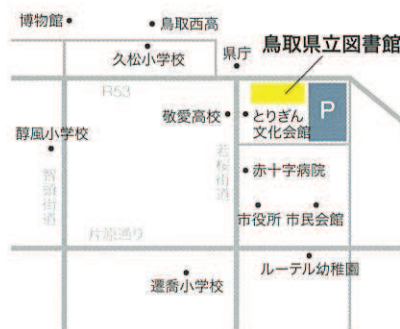 博物館
鳥取西高
久松小学校
県庁
鳥取県立図書館
R53
敬愛高校
とりぎん
文化会館
P
醇風小学校
智頭街道
若桜街道
赤十字病院
市役所
市民会館
片原通り
ルーテル幼稚園
遷喬小学校